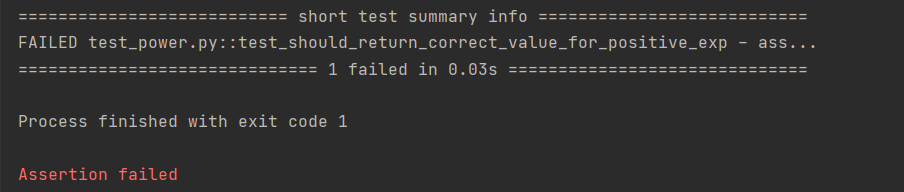 ========================== short test summary info ==========================
FAILED test_power.py::test_should_return_correct_value_for_positive_exp - ass...
============================= 1 failed in 0.03s =============================
Process finished with exit code 1
Assertion failed